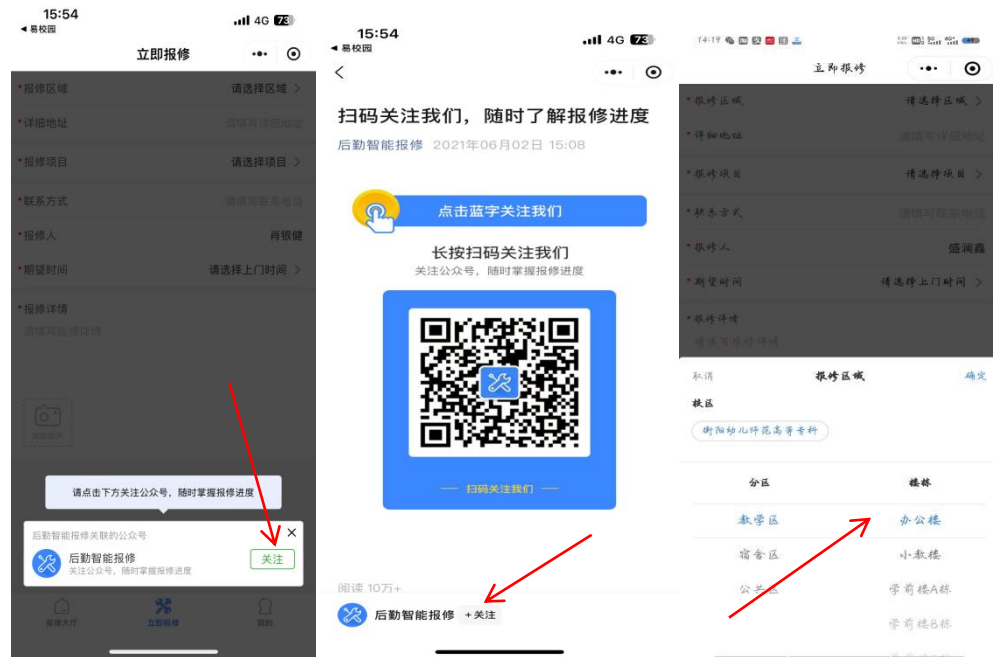 15:54
◀ 易校园
4G 73
立即报修
*报修区域 请选择区域 >
*详细地址 请填写详细地址
*报修项目 请选择项目 >
*联系方式 请填写联系电话
*报修人 肖银健
*期望时间 请选择上门时间 >
*报修详情
请填写报修详情
请点击下方关注公众号，随时掌握报修进度
后勤智能报修关联的公众号
后勤智能报修
关注公众号，随时掌握报修进度
关注
报修大厅 立即报修 我的
15:54
◀ 易校园
4G 73
扫码关注我们，随时了解报修进度
后勤智能报修 2021年06月02日 15:08
点击蓝字关注我们
长按扫码关注我们
关注公众号，随时掌握报修进度
扫码关注我们
阅读 10万+
后勤智能报修 +关注
14:19
立即报修
*报修区域 请选择区域 >
*详细地址 请填写详细地址
*报修项目 请选择项目 >
*联系方式 请填写联系电话
*报修人 盛澜鑫
*期望时间 请选择上门时间 >
*报修详情
请填写报修详情
取消 报修区域 确定
校区
衡阳幼儿师范高等专科
分区 楼栋
教学区 办公楼
宿舍区 小教楼
公共区 学前楼A栋
学前楼B栋